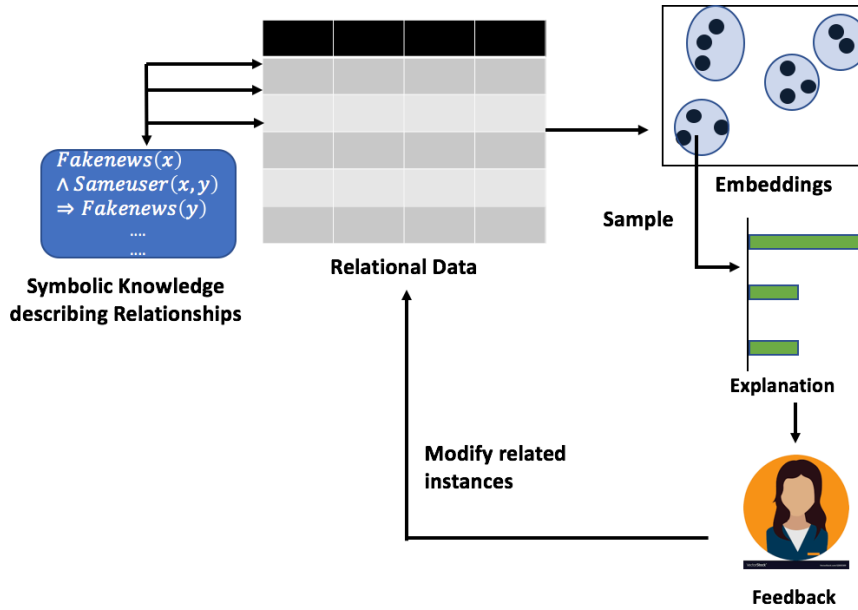 Fakenews(x)
∧ Sameuser(x, y)
⇒ Fakenews(y)
....
....
Symbolic Knowledge
describing Relationships
Relational Data
Embeddings
Sample
Explanation
Modify related
instances
Feedback